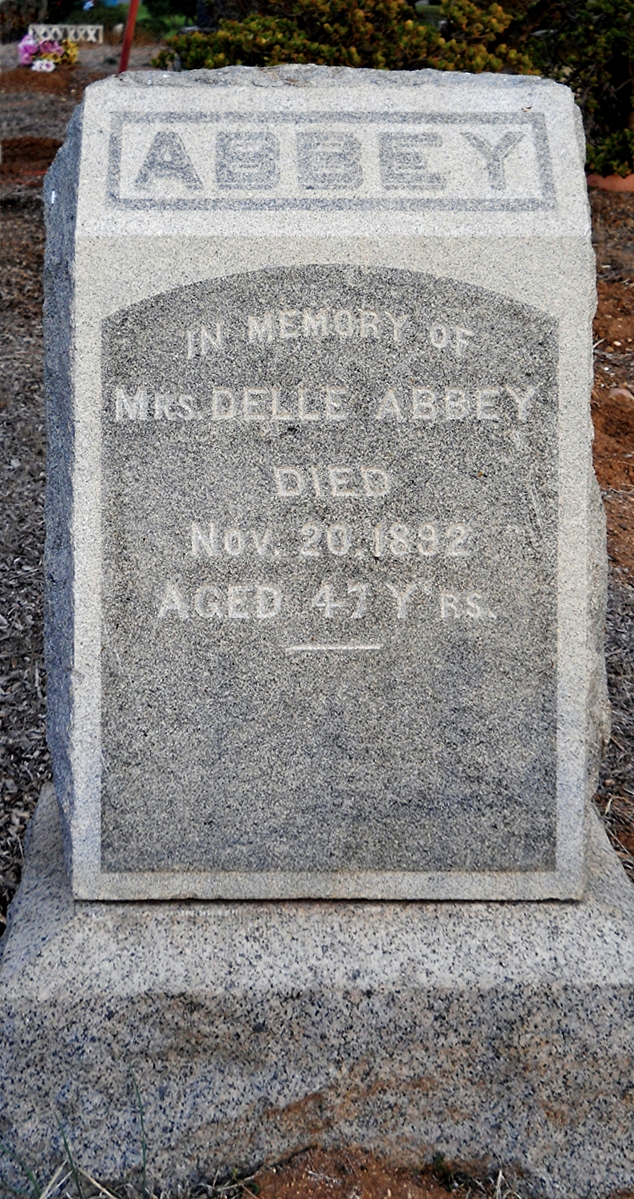 ABBEY
IN MEMORY OF
MRS. DELLE ABBEY
DIED
NOV. 20. 1892
AGED 47 Y'RS.